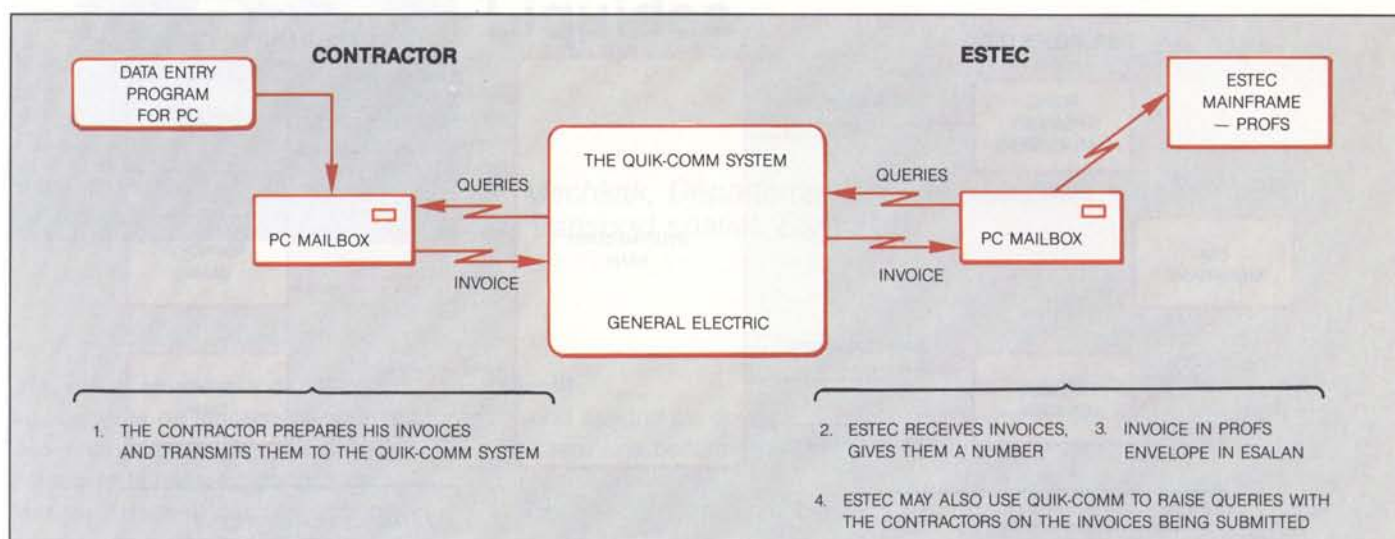 CONTRACTOR
ESTEC
DATA ENTRY
PROGRAM
FOR PC
ESTEC
MAINFRAME
— PROFS
THE QUIK-COMM SYSTEM
QUERIES
QUERIES
PC MAILBOX
PC MAILBOX
INVOICE
INVOICE
GENERAL ELECTRIC
1. THE CONTRACTOR PREPARES HIS INVOICES
AND TRANSMITS THEM TO THE QUIK-COMM SYSTEM
2. ESTEC RECEIVES INVOICES,
GIVES THEM A NUMBER
3. INVOICE IN PROFS
ENVELOPE IN ESALAN
4. ESTEC MAY ALSO USE QUIK-COMM TO RAISE QUERIES WITH
THE CONTRACTORS ON THE INVOICES BEING SUBMITTED